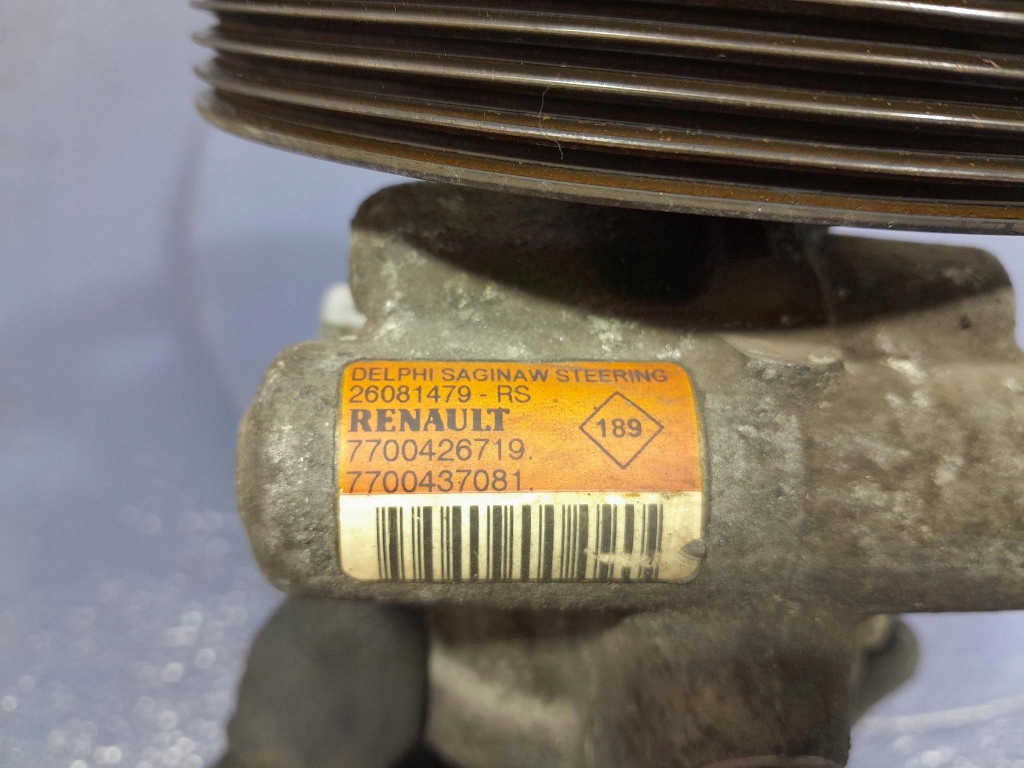 DELPHI SAGINAW STEERING
26081479 - RS
RENAULT
189
7700426719.
7700437081.